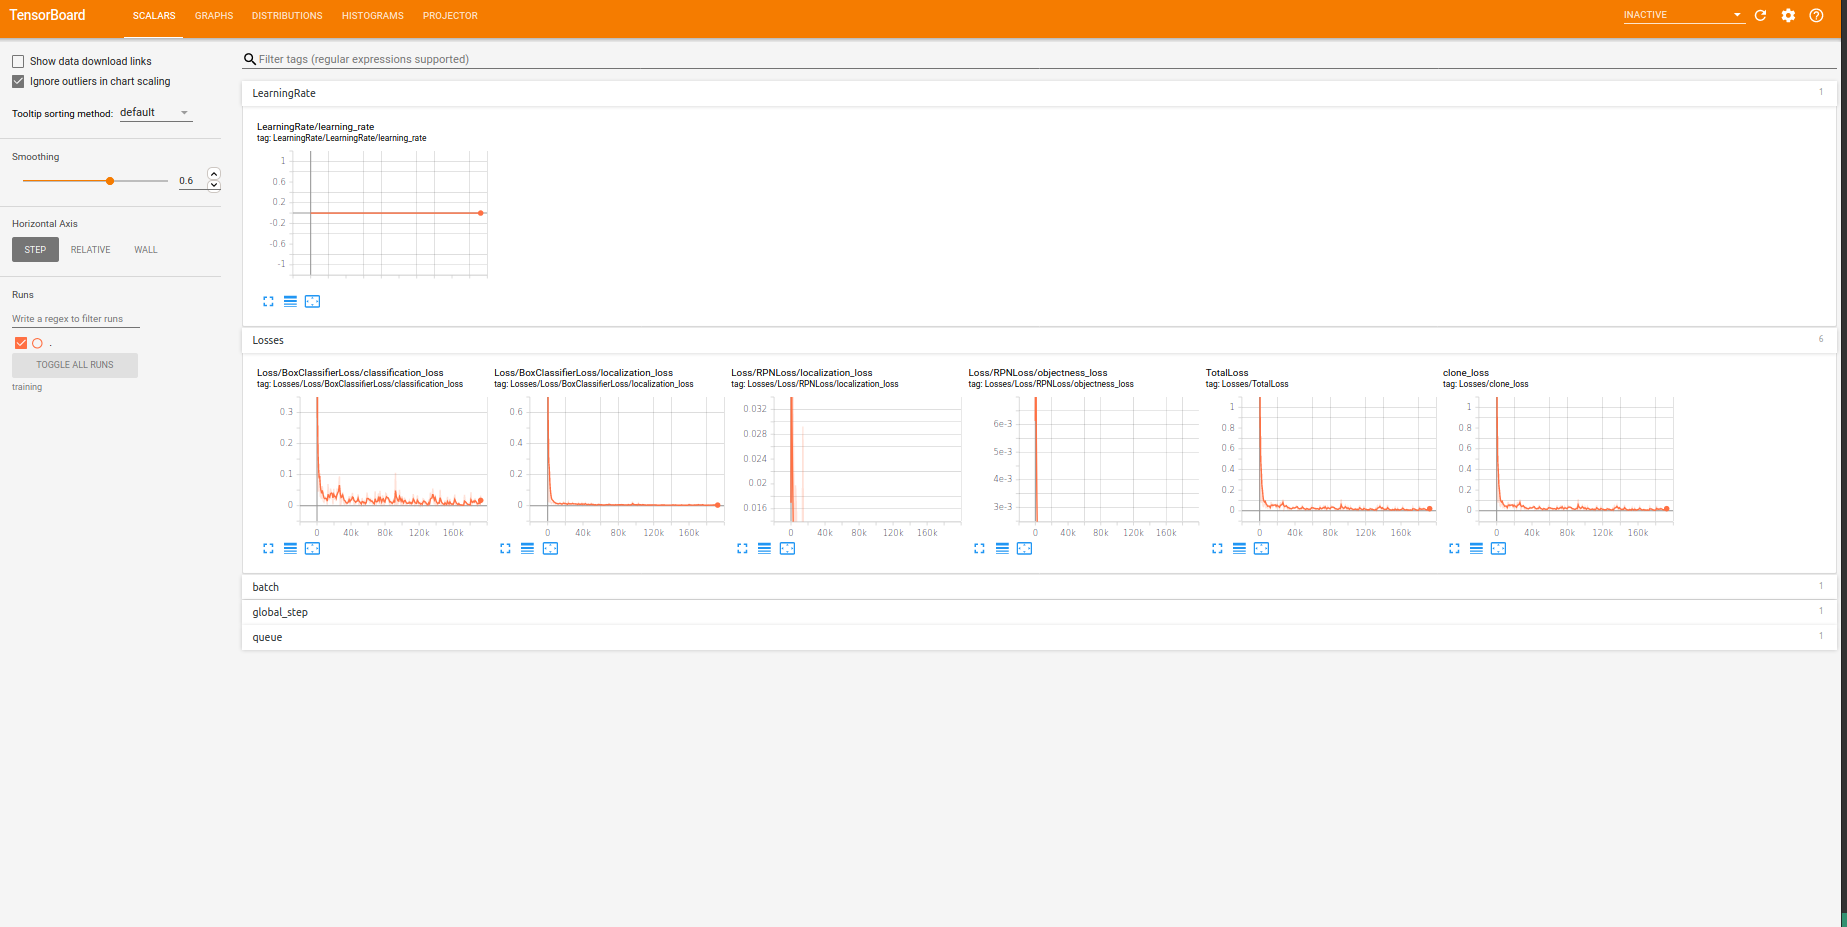 TensorBoard
SCALARS GRAPHS DISTRIBUTIONS HISTOGRAMS PROJECTOR
INACTIVE
Show data download links
Ignore outliers in chart scaling
Tooltip sorting method: default
Smoothing
0.6
Horizontal Axis
STEP RELATIVE WALL
Runs
Write a regex to filter runs
.
TOGGLE ALL RUNS
training
Filter tags (regular expressions supported)
LearningRate 1
LearningRate/learning_rate
tag: LearningRate/LearningRate/learning_rate
1
0.6
0.2
-0.2
-0.6
-1
Losses 6
Loss/BoxClassifierLoss/classification_loss
tag: Losses/Loss/BoxClassifierLoss/classification_loss
0.3
0.2
0.1
0
0 40k 80k 120k 160k
Loss/BoxClassifierLoss/localization_loss
tag: Losses/Loss/BoxClassifierLoss/localization_loss
0.6
0.4
0.2
0
0 40k 80k 120k 160k
Loss/RPNLoss/localization_loss
tag: Losses/Loss/RPNLoss/localization_loss
0.032
0.028
0.024
0.02
0.016
0 40k 80k 120k 160k
Loss/RPNLoss/objectness_loss
tag: Losses/Loss/RPNLoss/objectness_loss
6e-3
5e-3
4e-3
3e-3
0 40k 80k 120k 160k
TotalLoss
tag: Losses/TotalLoss
1
0.8
0.6
0.4
0.2
0
0 40k 80k 120k 160k
clone_loss
tag: Losses/clone_loss
1
0.8
0.6
0.4
0.2
0
0 40k 80k 120k 160k
batch 1
global_step 1
queue 1